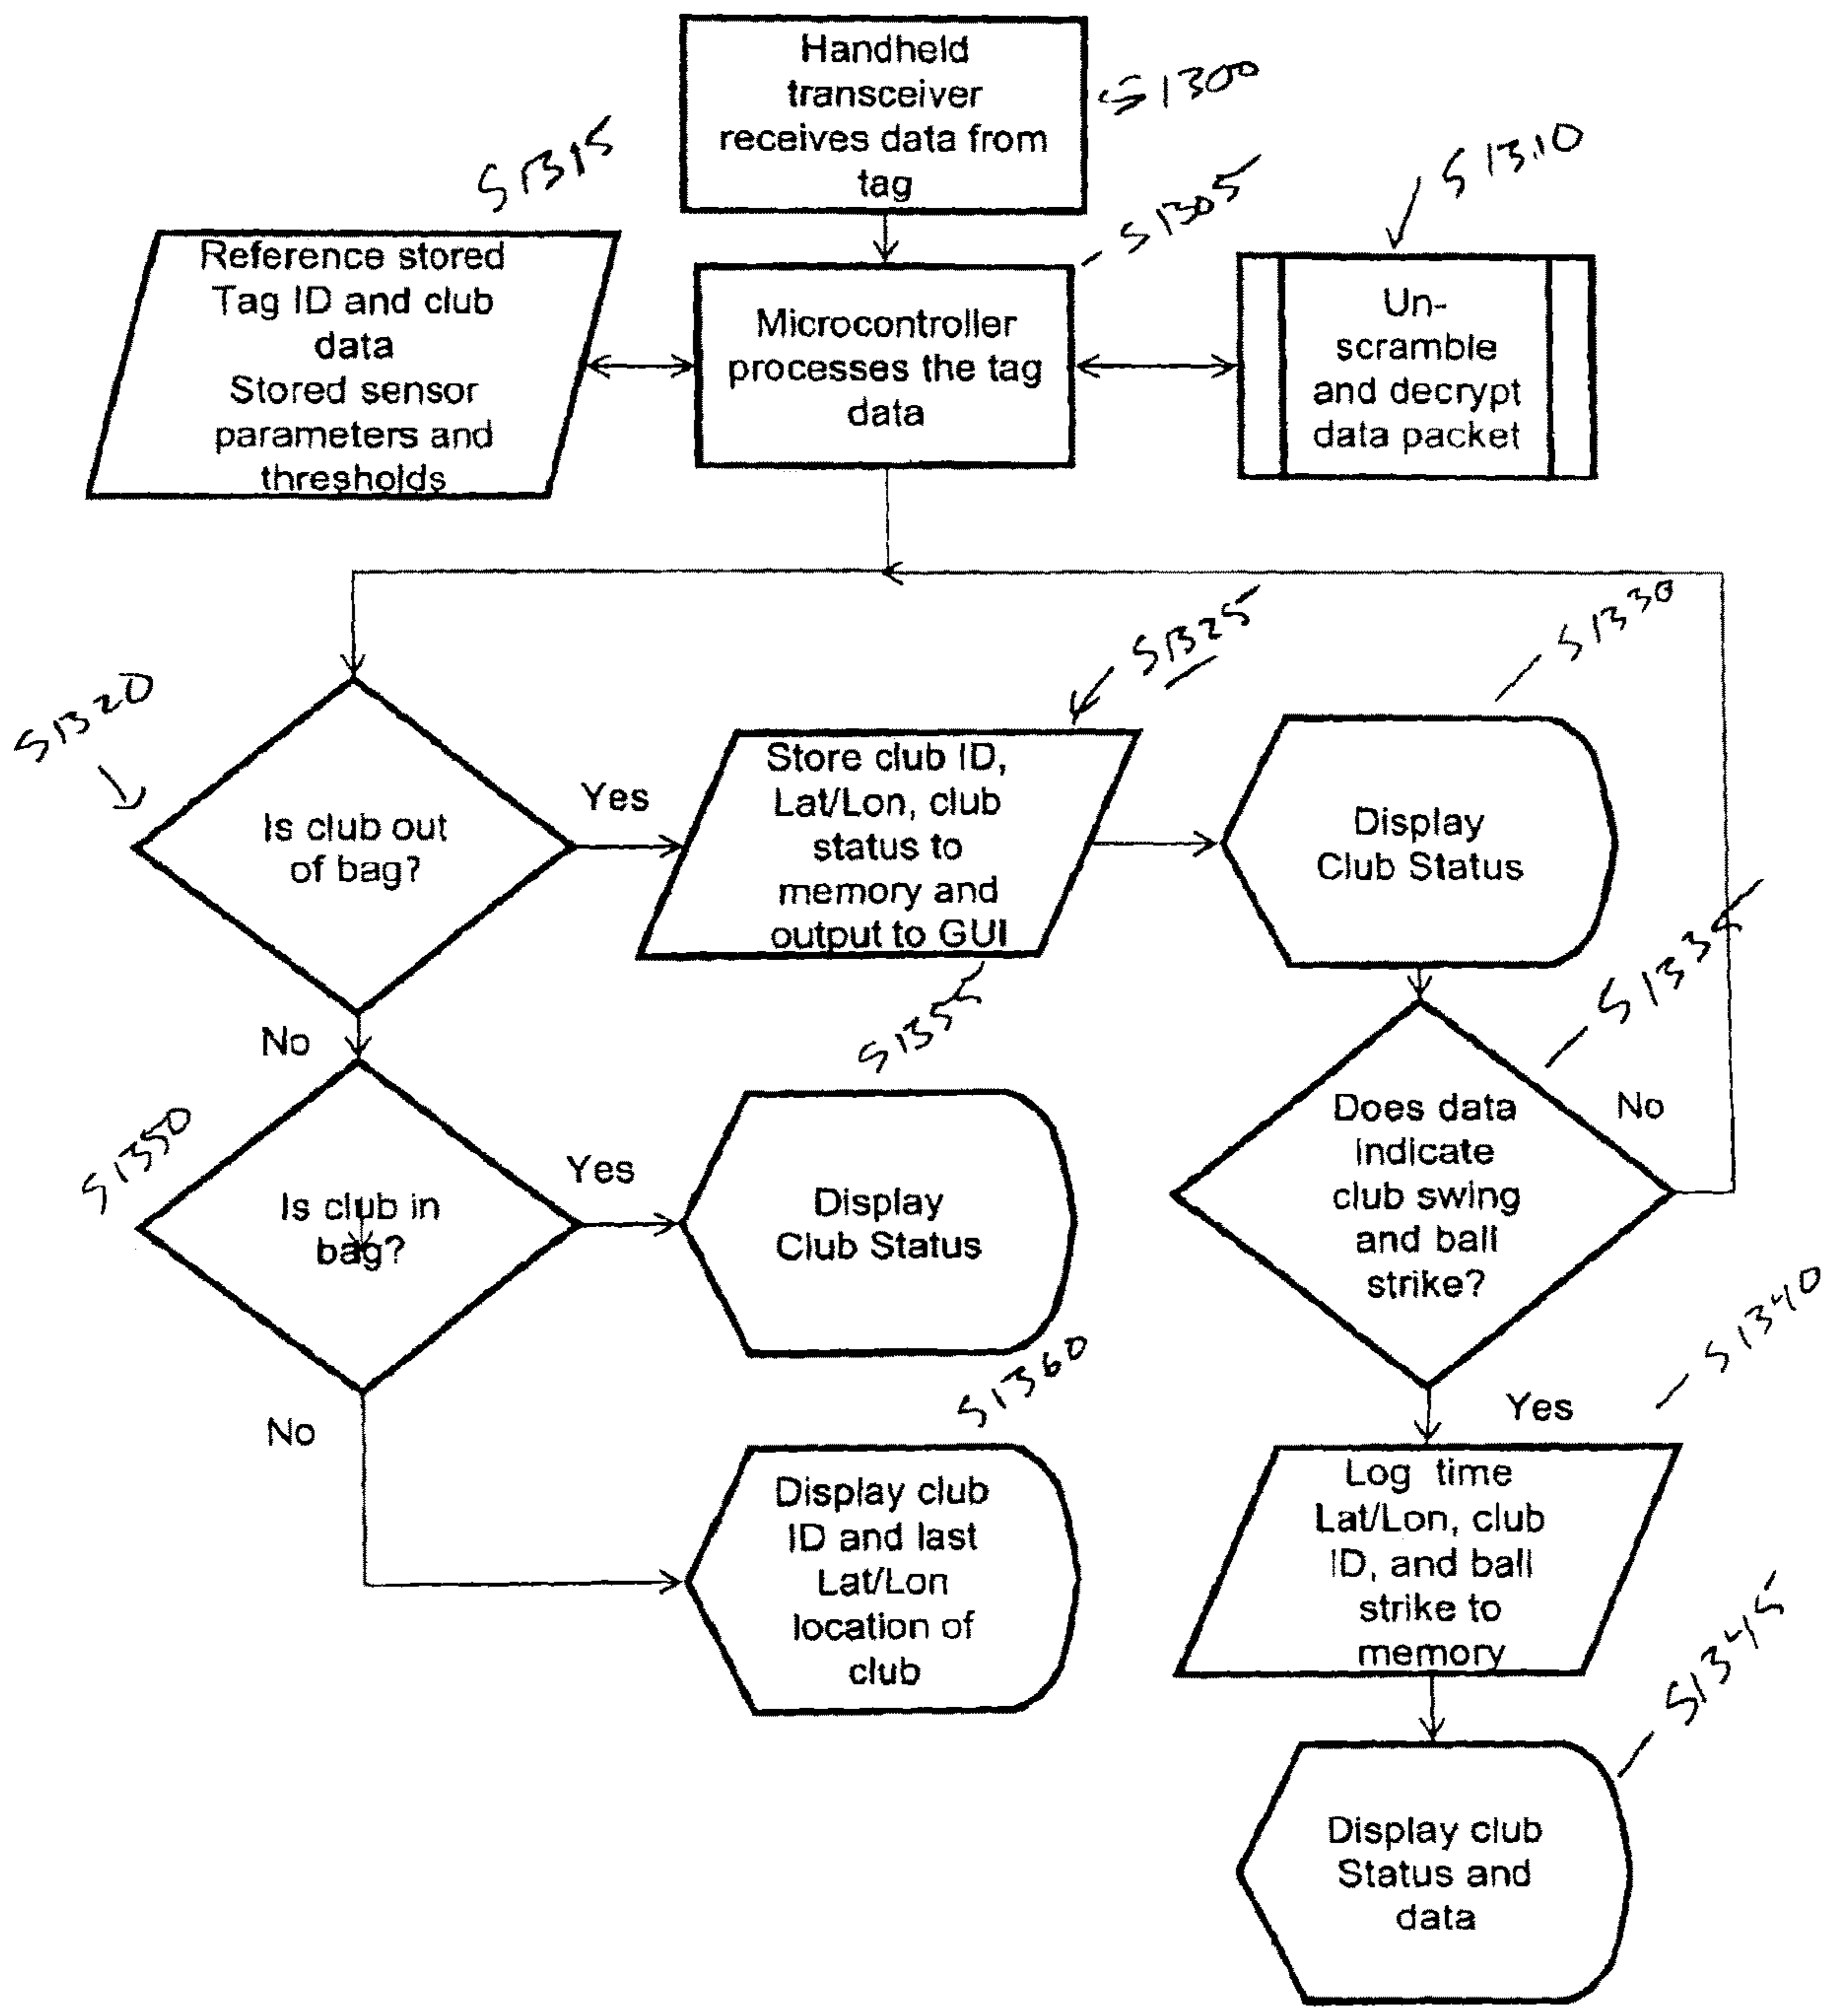 Handheld
transceiver
receives data from
tag
S1300
S1315
S1305
S1310
Reference stored
Tag ID and club
data
Stored sensor
parameters and
thresholds
Microcontroller
processes the tag
data
Un-
scramble
and decrypt
data packet
S1320
S1325
S1330
Is club out
of bag?
Yes
Store club ID,
Lat/Lon, club
status to
memory and
output to GUI
Display
Club Status
No
S1355
S1335
S1350
Is club in
bag?
Yes
Display
Club Status
Does data
indicate
club swing
and ball
strike?
No
S1340
No
S1360
Yes
Display club
ID and last
Lat/Lon
location of
club
Log time
Lat/Lon, club
ID, and ball
strike to
memory
S1345
Display club
Status and
data